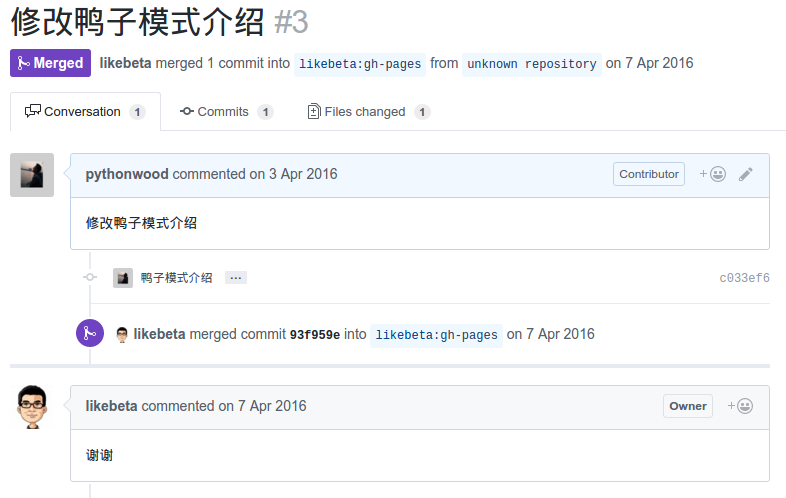 修改鸭子模式介绍 #3
Merged likebeta merged 1 commit into likebeta:gh-pages from unknown repository on 7 Apr 2016
Conversation 1 Commits 1 Files changed 1
pythonwood commented on 3 Apr 2016 Contributor +
修改鸭子模式介绍
鸭子模式介绍 ... c033ef6
likebeta merged commit 93f959e into likebeta:gh-pages on 7 Apr 2016
likebeta commented on 7 Apr 2016 Owner +
谢谢